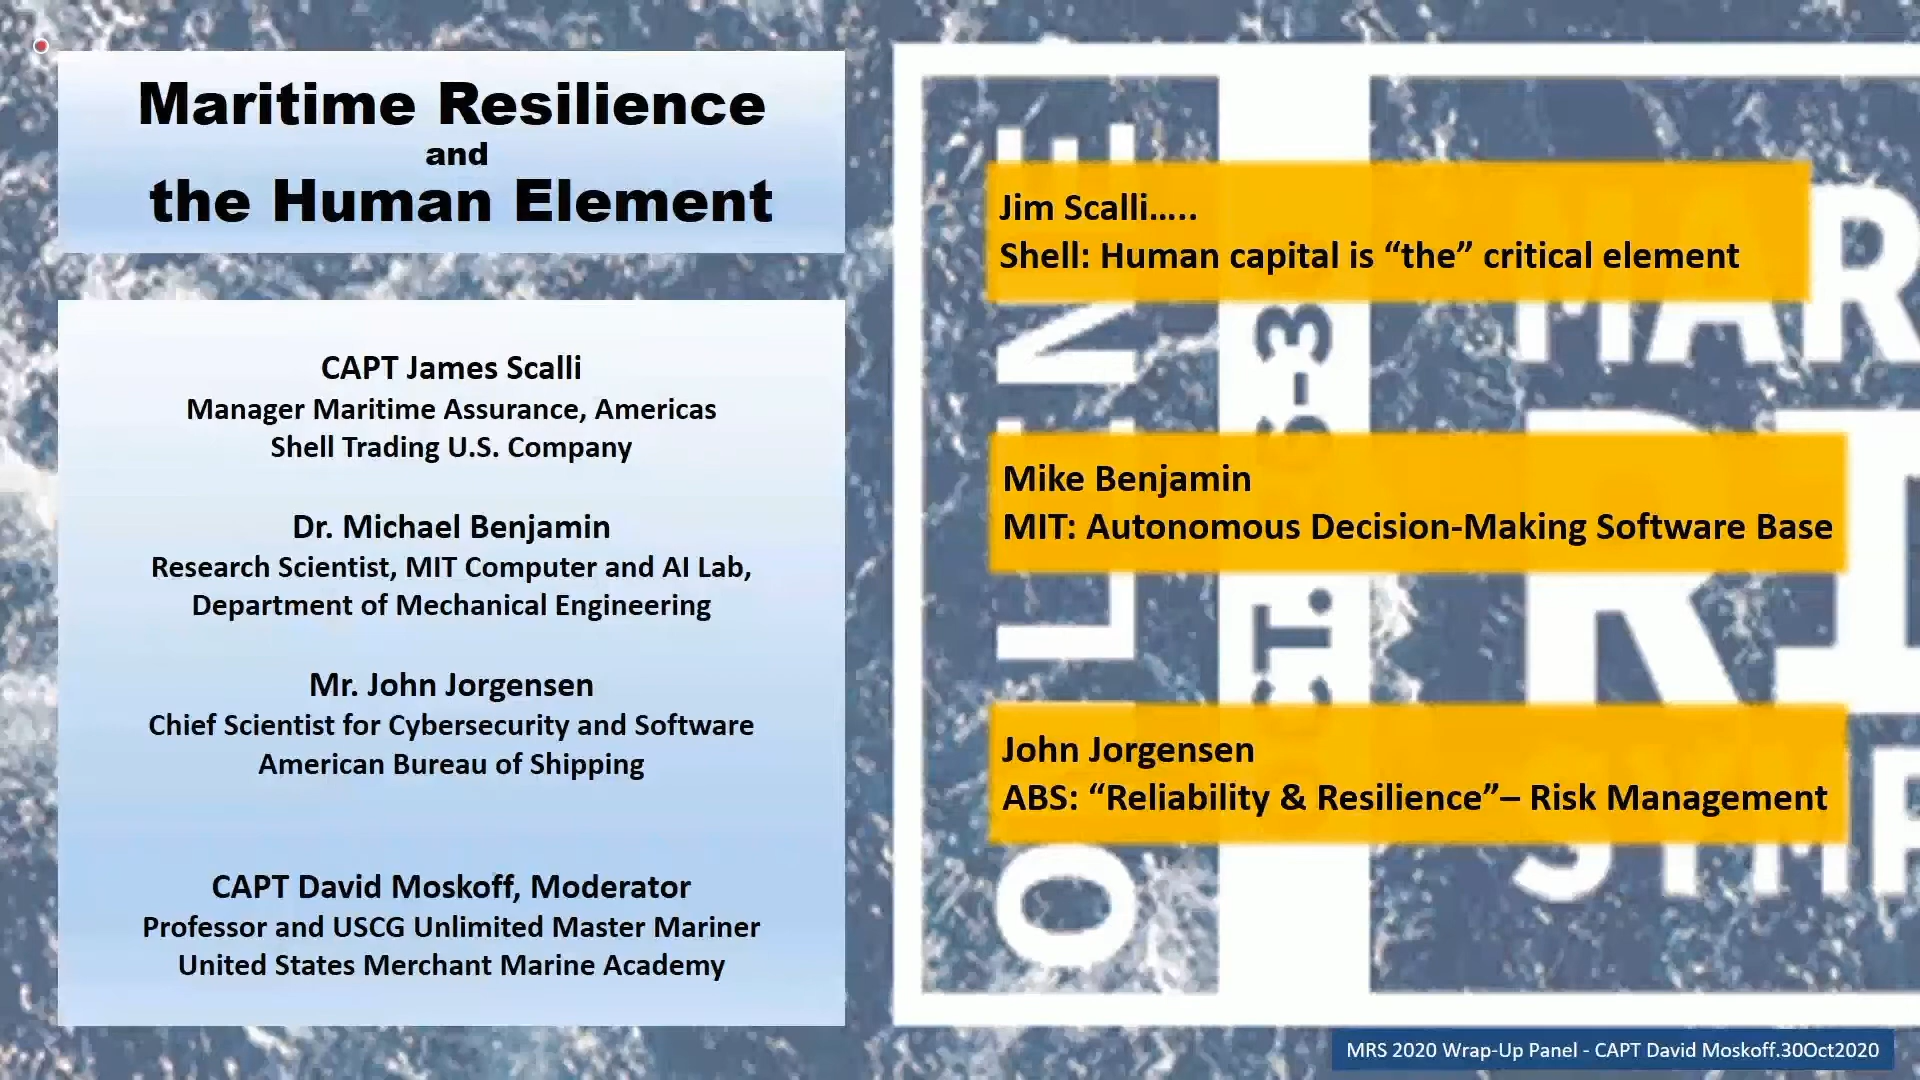 Maritime Resilience
and
the Human Element
CAPT James Scalli
Manager Maritime Assurance, Americas
Shell Trading U.S. Company
Dr. Michael Benjamin
Research Scientist, MIT Computer and AI Lab,
Department of Mechanical Engineering
Mr. John Jorgensen
Chief Scientist for Cybersecurity and Software
American Bureau of Shipping
CAPT David Moskoff, Moderator
Professor and USCG Unlimited Master Mariner
United States Merchant Marine Academy
Jim Scalli…..
Shell: Human capital is “the” critical element
Mike Benjamin
MIT: Autonomous Decision-Making Software Base
John Jorgensen
ABS: “Reliability & Resilience”– Risk Management
MRS 2020 Wrap-Up Panel - CAPT David Moskoff.30Oct2020